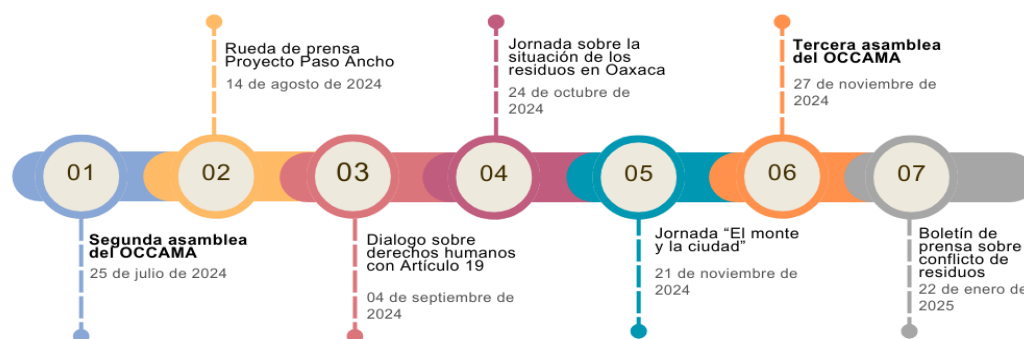 01
Segunda asamblea
del OCCAMA
25 de julio de 2024
02
Rueda de prensa
Proyecto Paso Ancho
14 de agosto de 2024
03
Dialogo sobre
derechos humanos
con Artículo 19
04 de septiembre de
2024
04
Jornada sobre la
situación de los
residuos en Oaxaca
24 de octubre de
2024
05
Jornada “El monte
y la ciudad”
21 de noviembre de
2024
06
Tercera asamblea
del OCCAMA
27 de noviembre de
2024
07
Boletín de
prensa sobre
conflicto de
residuos
22 de enero de
2025